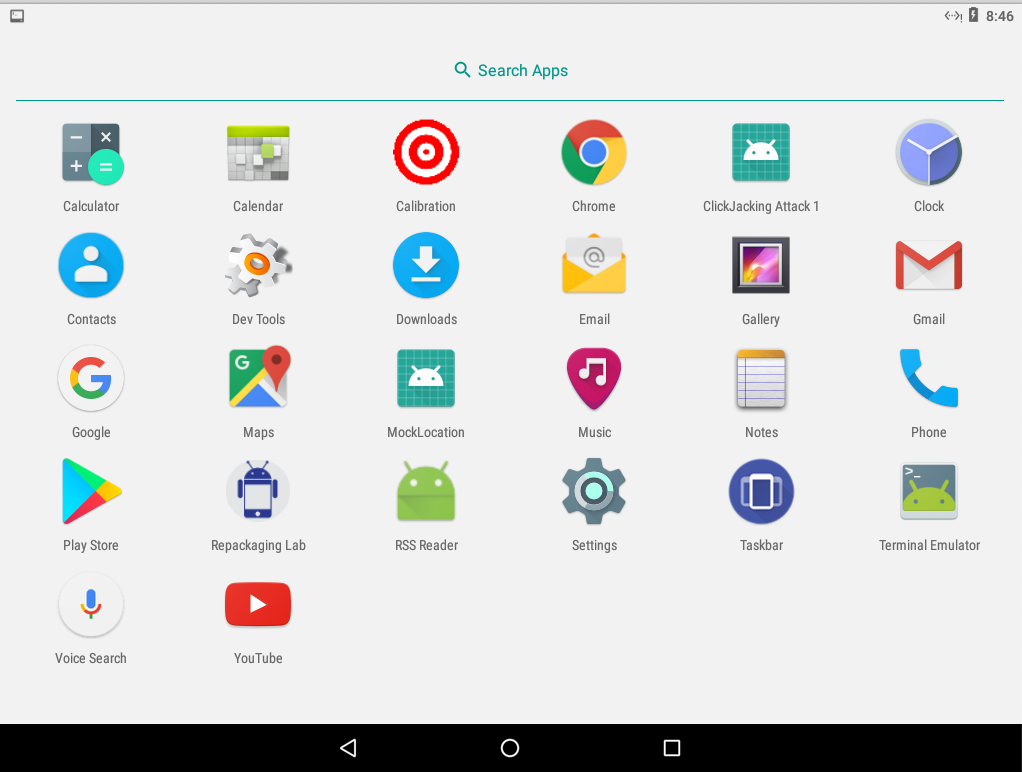 8:46
Search Apps
Calculator
Calendar
Calibration
Chrome
ClickJacking Attack 1
Clock
Contacts
Dev Tools
Downloads
Email
Gallery
Gmail
Google
Maps
MockLocation
Music
Notes
Phone
Play Store
Repackaging Lab
RSS Reader
Settings
Taskbar
Terminal Emulator
Voice Search
YouTube